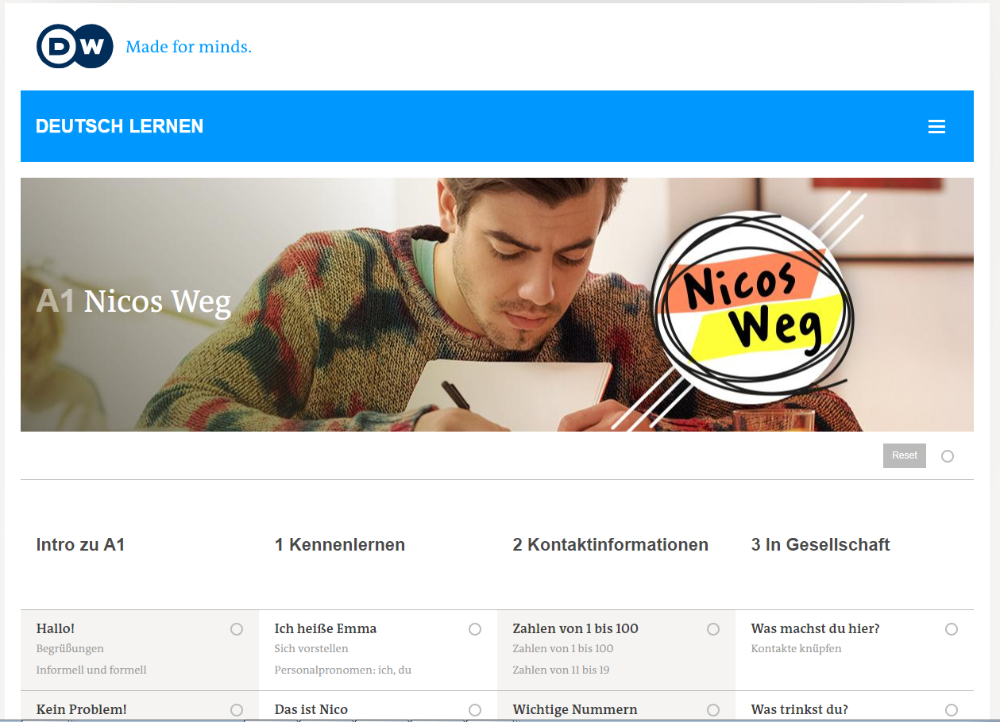 DW Made for minds.
DEUTSCH LERNEN
A1 Nicos Weg
Nicos
Weg
Reset
Intro zu A1
1 Kennenlernen
2 Kontaktinformationen
3 In Gesellschaft
Hallo!
Begrüßungen
Informell und formell
Ich heiße Emma
Sich vorstellen
Personalpronomen: ich, du
Zahlen von 1 bis 100
Zahlen von 1 bis 100
Zahlen von 11 bis 19
Was machst du hier?
Kontakte knüpfen
Kein Problem!
Das ist Nico
Wichtige Nummern
Was trinkst du?